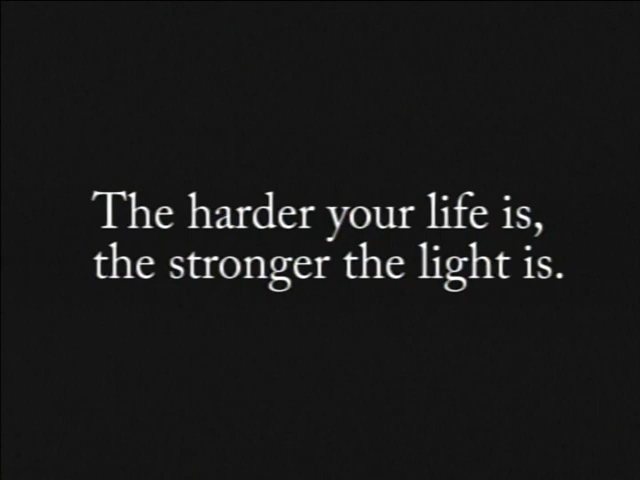 The harder your life is,
the stronger the light is.